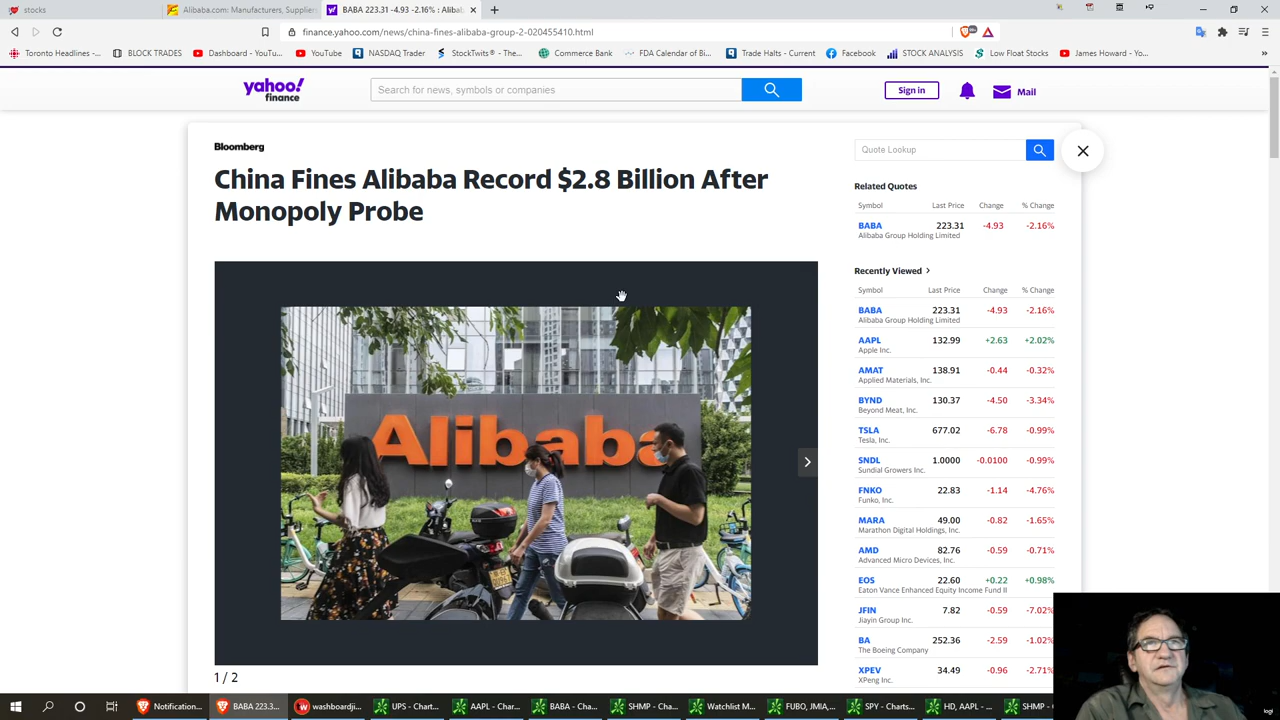 stocks
Alibaba.com: Manufacturers, Suppliers
BABA 223.31 -4.93 -2.16% : Alibab
finance.yahoo.com/news/china-fines-alibaba-group-2-020455410.html
Toronto Headlines -... BLOCK TRADES Dashboard - YouTu... YouTube NASDAQ Trader StockTwits® - The... Commerce Bank FDA Calendar of Bi... Trade Halts - Current Facebook STOCK ANALYSIS Low Float Stocks James Howard - Yo... »
yahoo!
finance
Search for news, symbols or companies
Sign in
Mail
Bloomberg
China Fines Alibaba Record $2.8 Billion After
Monopoly Probe
Alibaba
1 / 2
Quote Lookup
Related Quotes
Symbol Last Price Change % Change
BABA 223.31 -4.93 -2.16%
Alibaba Group Holding Limited
Recently Viewed >
Symbol Last Price Change % Change
BABA 223.31 -4.93 -2.16%
Alibaba Group Holding Limited
AAPL 132.99 +2.63 +2.02%
Apple Inc.
AMAT 138.91 -0.44 -0.32%
Applied Materials, Inc.
BYND 130.37 -4.50 -3.34%
Beyond Meat, Inc.
TSLA 677.02 -6.78 -0.99%
Tesla, Inc.
SNDL 1.0000 -0.0100 -0.99%
Sundial Growers Inc.
FNKO 22.83 -1.14 -4.76%
Funko, Inc.
MARA 49.00 -0.82 -1.65%
Marathon Digital Holdings, Inc.
AMD 82.76 -0.59 -0.71%
Advanced Micro Devices, Inc.
EOS 22.60 +0.22 +0.98%
Eaton Vance Enhanced Equity Income Fund II
JFIN 7.82 -0.59 -7.02%
Jiayin Group Inc.
BA 252.36 -2.59 -1.02%
The Boeing Company
XPEV 34.49 -0.96 -2.71%
XPeng Inc.
logi
Notification... BABA 223.3... washboardji... UPS - Chart... AAPL - Chart... BABA - Cha... SHMP - Cha... Watchlist M... FUBO, JMIA,... SPY - Charts... HD, AAPL -... SHMP -